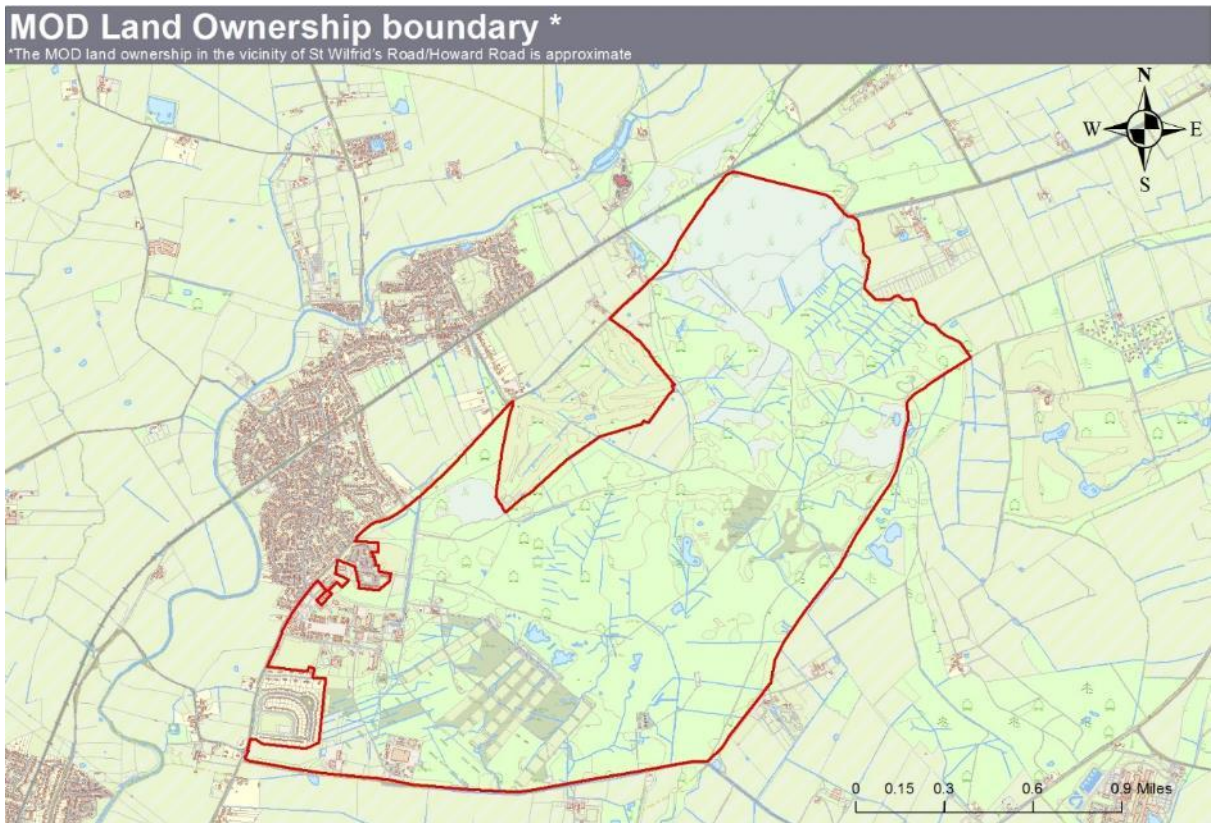 MOD Land Ownership boundary *
*The MOD land ownership in the vicinity of St Wilfrid's Road/Howard Road is approximate
N
W E
S
0 0.15 0.3 0.6 0.9 Miles